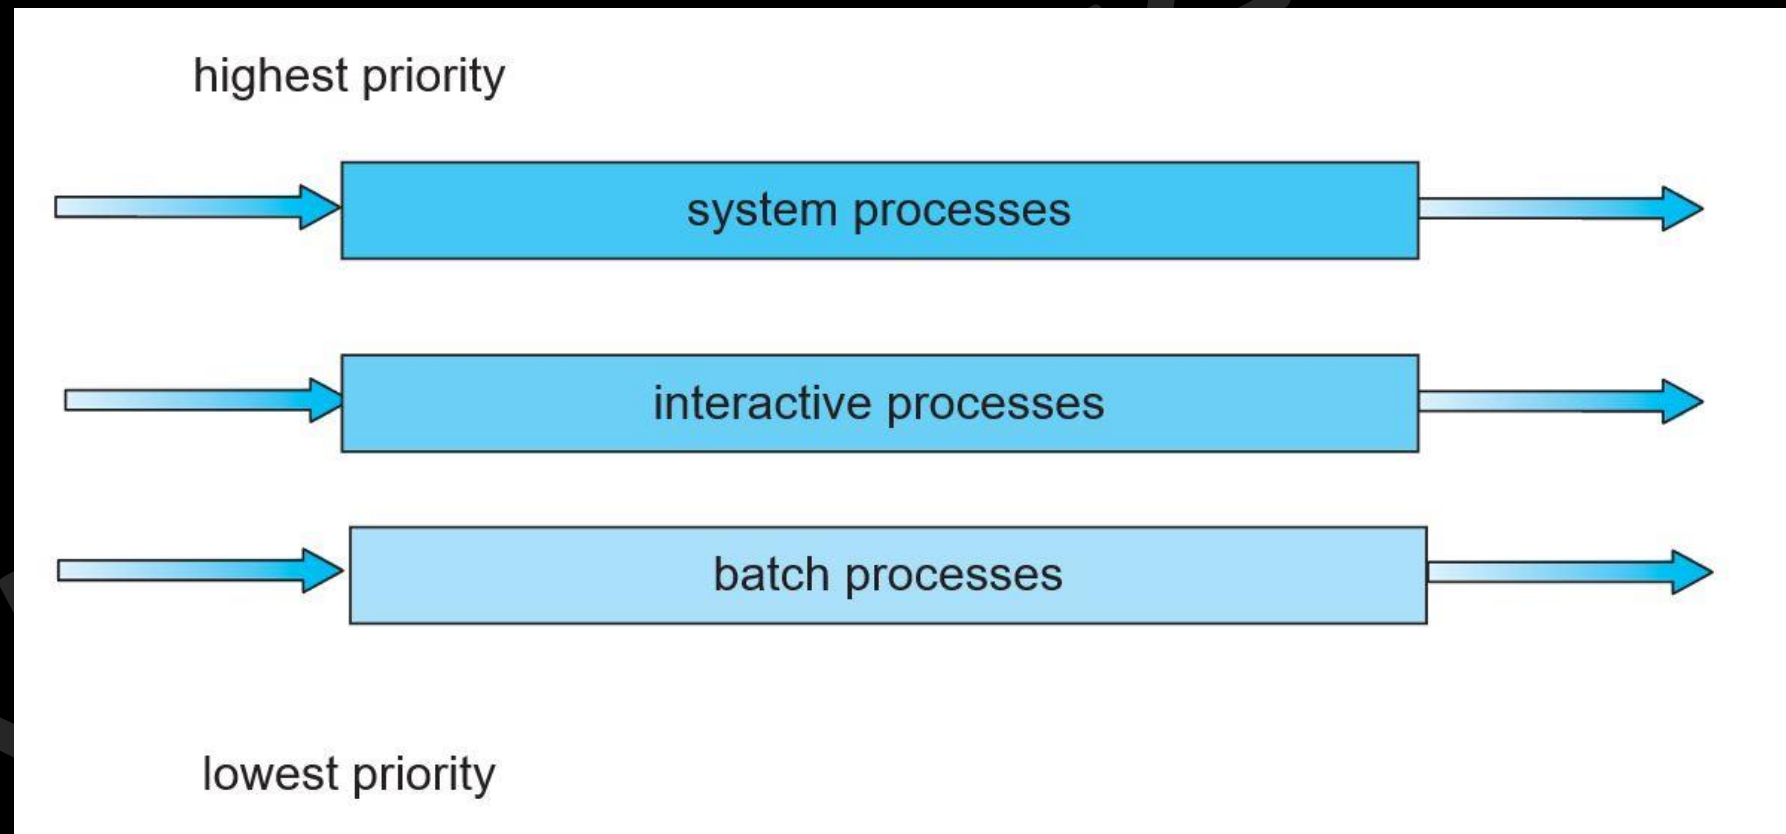 highest priority
system processes
interactive processes
batch processes
lowest priority